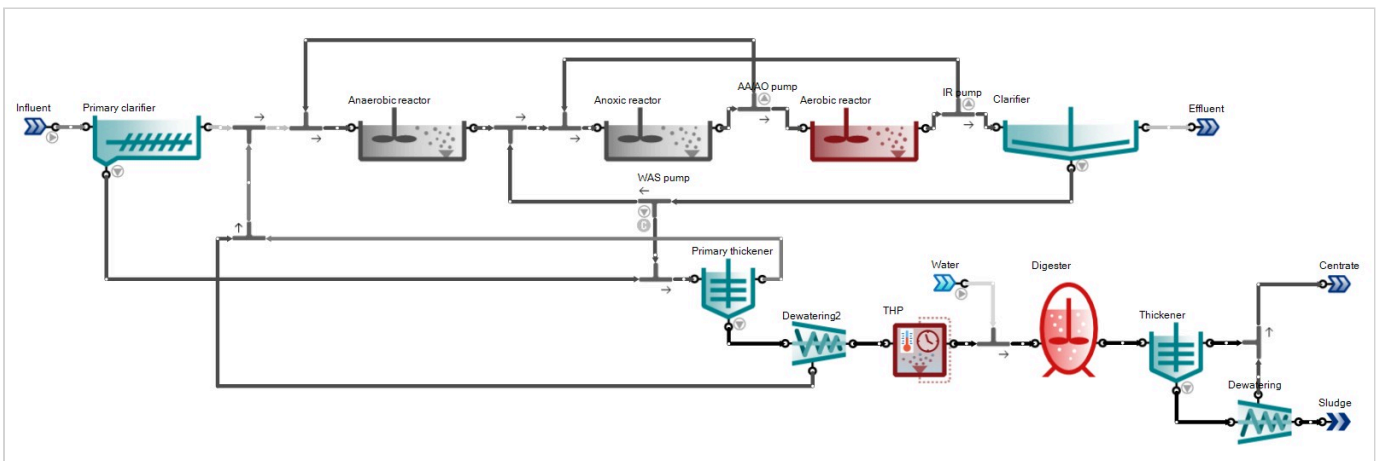 AA/AO pump
IR pump
Clarifier
Anaerobic reactor
Anoxic reactor
Aerobic reactor
Influent
Primary clarifier
Effluent
WAS pump
C
Primary thickener
Water
Digester
Centrate
Dewatering2
THP
Thickener
Dewatering
Sludge